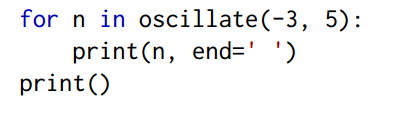 for n in oscillate(-3, 5):
    print(n, end=' ')
print()